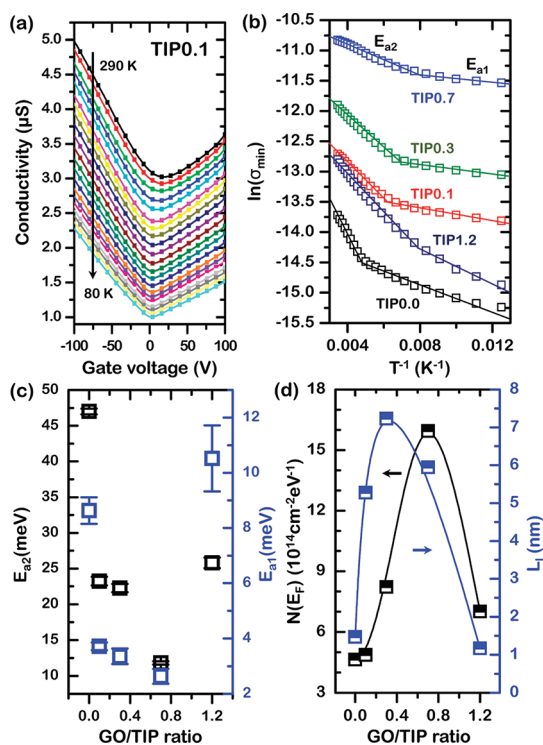 (a)
TIP0.1
290 K
80 K
Conductivity (µS)
5.0
4.5
4.0
3.5
3.0
2.5
2.0
1.5
1.0
-100 -50 0 50 100
Gate voltage (V)
(b)
Ea2
Ea1
TIP0.7
TIP0.3
TIP0.1
TIP1.2
TIP0.0
ln(σmin)
-10.5
-11.0
-11.5
-12.0
-12.5
-13.0
-13.5
-14.0
-14.5
-15.0
-15.5
0.004 0.008 0.012
T-1 (K-1)
(c)
Ea2(meV)
50
45
40
35
30
25
20
15
10
12
10
8
6
4
2
Ea1(meV)
0.0 0.4 0.8 1.2
GO/TIP ratio
(d)
N(EF) (10^14cm-2eV-1)
18
15
12
9
6
3
8
7
6
5
4
3
2
1
0
LI (nm)
0.0 0.4 0.8 1.2
GO/TIP ratio